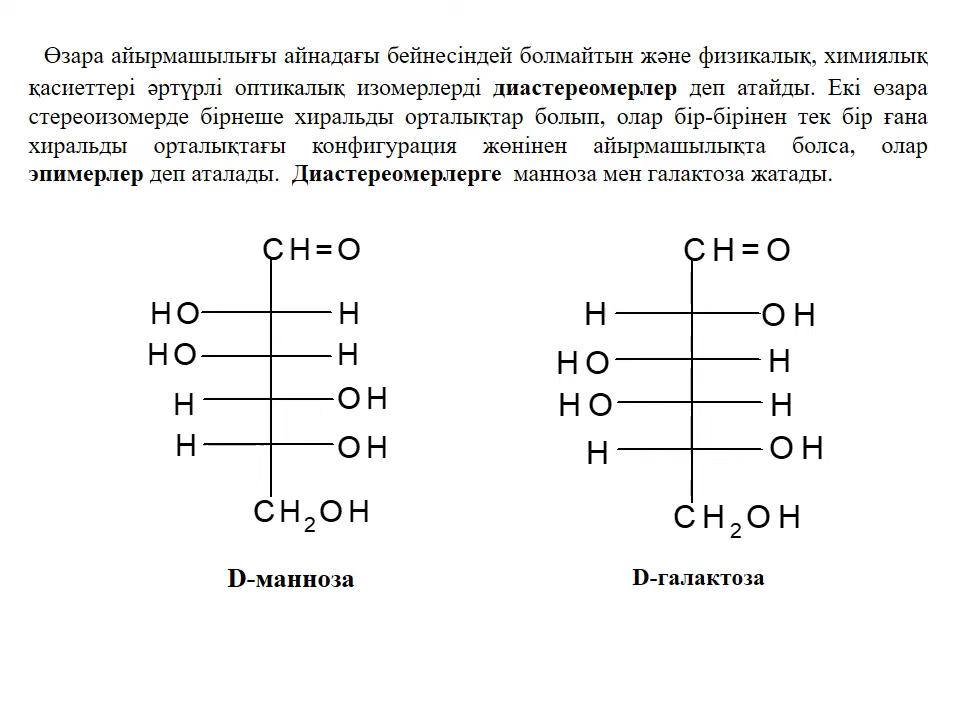 Өзара айырмашылығы айнадағы бейнесіндей болмайтын және физикалық, химиялық
қасиеттері әртүрлі оптикалық изомерлерді диастереомерлер деп атайды. Екі өзара
стереоизомерде бірнеше хиральды орталықтар болып, олар бір-бірінен тек бір ғана
хиральды орталықтағы конфигурация жөнінен айырмашылықта болса, олар
эпимерлер деп аталады. Диастереомерлерге манноза мен галактоза жатады.
CH=O
HO H
HO H
H OH
H OH
CH2OH
D-манноза
CH=O
H OH
HO H
HO H
H OH
CH2OH
D-галактоза